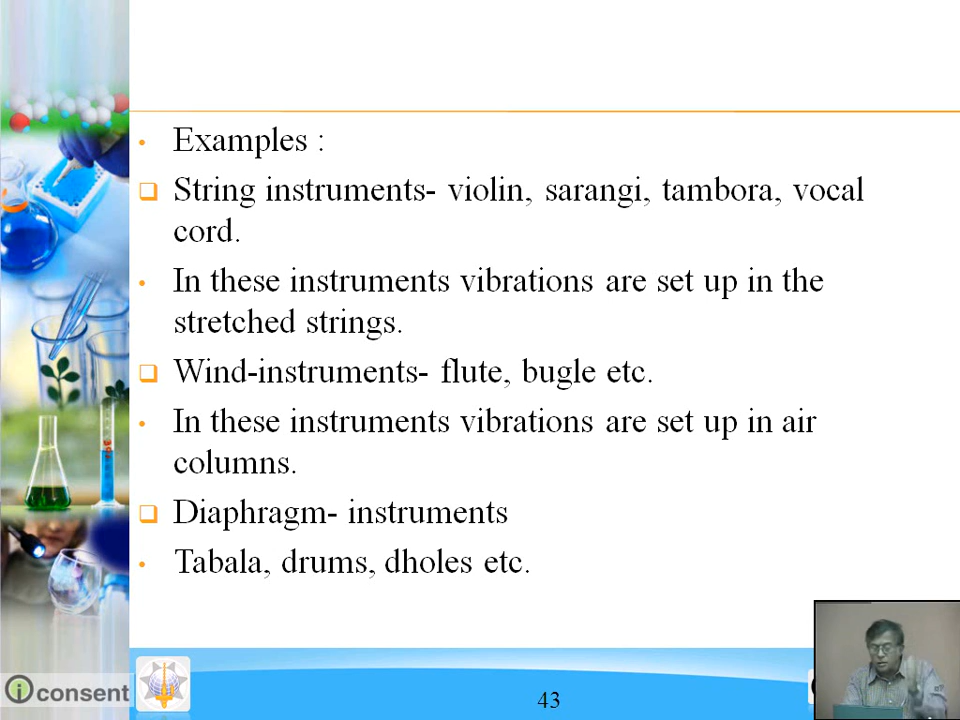 Examples :
String instruments- violin, sarangi, tambora, vocal
cord.
In these instruments vibrations are set up in the
stretched strings.
Wind-instruments- flute, bugle etc.
In these instruments vibrations are set up in air
columns.
Diaphragm- instruments
Tabala, drums, dholes etc.
i consent
43